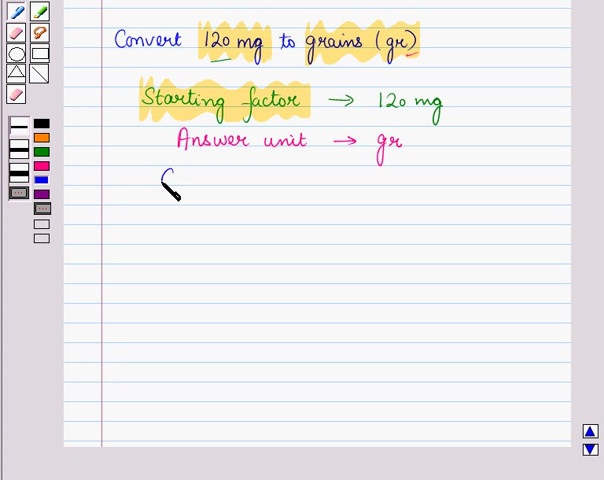 Convert 120 mg to grains (gr)
Starting factor → 120 mg
Answer unit → gr
C